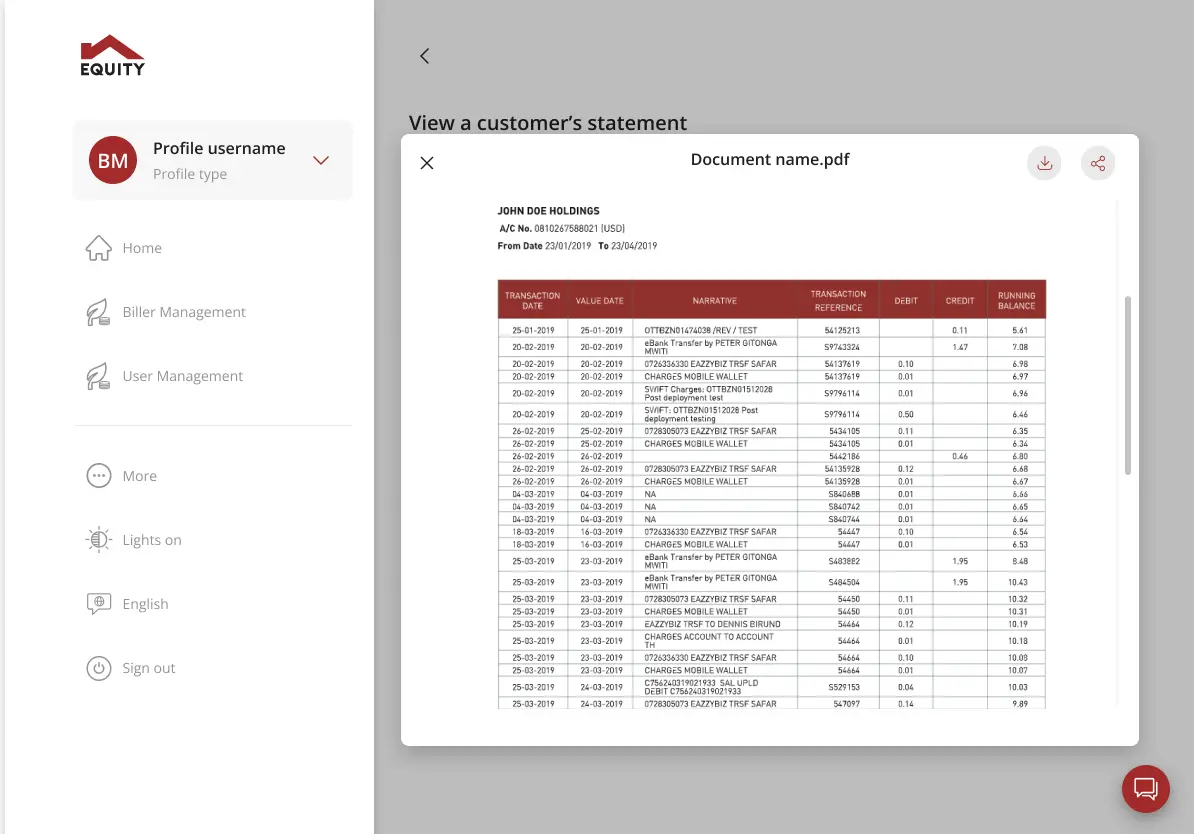 EQUITY
BM
Profile username
Profile type
Home
Biller Management
User Management
More
Lights on
English
Sign out
View a customer’s statement
Document name.pdf
JOHN DOE HOLDINGS
A/C No. 0810267588021 (USD)
From Date 23/01/2019 To 23/04/2019
TRANSACTION DATE VALUE DATE NARRATIVE TRANSACTION REFERENCE DEBIT CREDIT RUNNING BALANCE
25-01-2019 25-01-2019 OTTBZN01474038 /REV / TEST 54125213 0.11 5.61
20-02-2019 20-02-2019 eBank Transfer by PETER GITONGA MWITI S9743324 1.47 7.08
20-02-2019 20-02-2019 0726336330 EAZZYBIZ TRSF SAFAR 54137619 0.10 6.98
20-02-2019 20-02-2019 CHARGES MOBILE WALLET 54137619 0.01 6.97
20-02-2019 20-02-2019 SWIFT Charges: OTTBZN01512028 Post deployment test S9796114 0.01 6.96
20-02-2019 20-02-2019 SWIFT: OTTBZN01512028 Post deployment testing S9796114 0.50 6.46
26-02-2019 25-02-2019 0728305073 EAZZYBIZ TRSF SAFAR 5434105 0.11 6.35
26-02-2019 25-02-2019 CHARGES MOBILE WALLET 5434105 0.01 6.34
26-02-2019 26-02-2019 5442186 0.46 6.80
26-02-2019 26-02-2019 0728305073 EAZZYBIZ TRSF SAFAR 54135928 0.12 6.68
26-02-2019 26-02-2019 CHARGES MOBILE WALLET 54135928 0.01 6.67
04-03-2019 04-03-2019 NA S840688 0.01 6.66
04-03-2019 04-03-2019 NA S840742 0.01 6.65
04-03-2019 04-03-2019 NA S840744 0.01 6.64
18-03-2019 16-03-2019 0726336330 EAZZYBIZ TRSF SAFAR 54447 0.10 6.54
18-03-2019 16-03-2019 CHARGES MOBILE WALLET 54447 0.01 6.53
25-03-2019 23-03-2019 eBank Transfer by PETER GITONGA MWITI S483882 1.95 8.48
25-03-2019 23-03-2019 eBank Transfer by PETER GITONGA MWITI S484504 1.95 10.43
25-03-2019 23-03-2019 0728305073 EAZZYBIZ TRSF SAFAR 54450 0.11 10.32
25-03-2019 23-03-2019 CHARGES MOBILE WALLET 54450 0.01 10.31
25-03-2019 23-03-2019 EAZZYBIZ TRSF TO DENNIS BIRUND 54464 0.12 10.19
25-03-2019 23-03-2019 CHARGES ACCOUNT TO ACCOUNT TH 54464 0.01 10.18
25-03-2019 23-03-2019 0726336330 EAZZYBIZ TRSF SAFAR 54664 0.10 10.08
25-03-2019 23-03-2019 CHARGES MOBILE WALLET 54664 0.01 10.07
25-03-2019 24-03-2019 C756240319021933 SAL UPLD DEBIT C756240319021933 S529153 0.04 10.03
25-03-2019 24-03-2019 0728305073 EAZZYBIZ TRSF SAFAR 547097 0.14 9.89